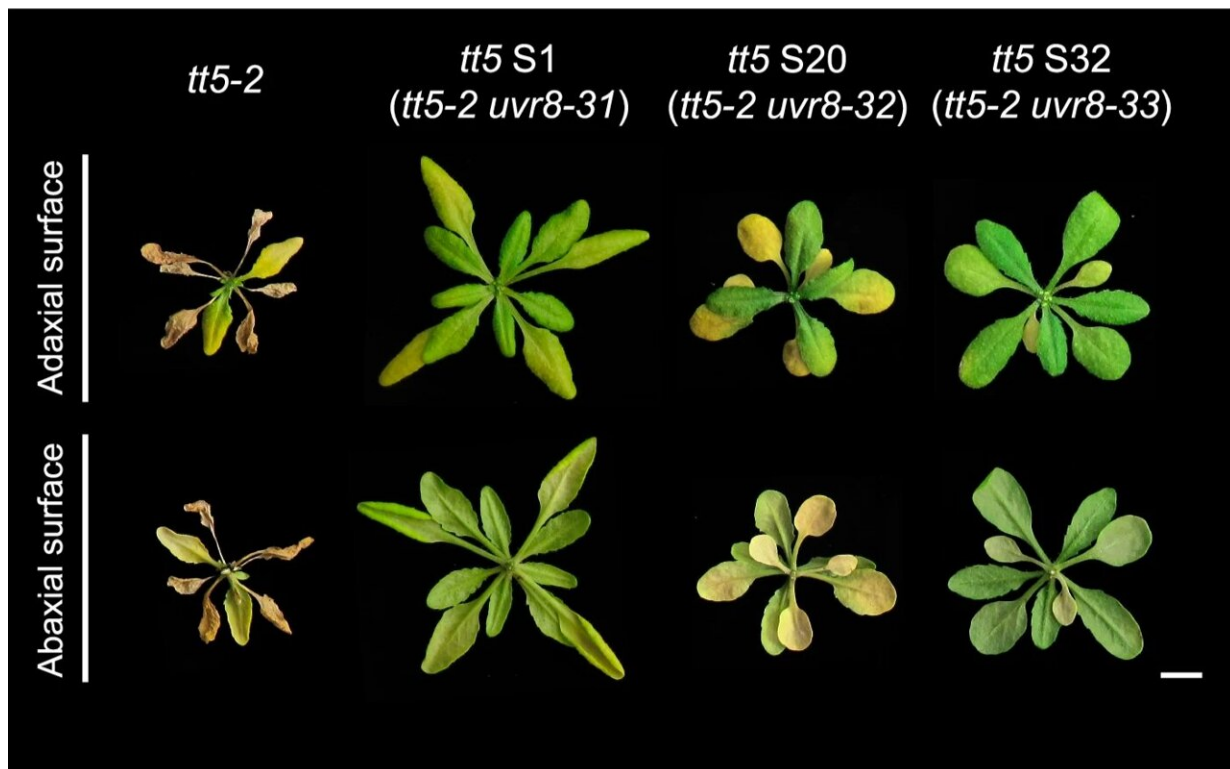 tt5-2
tt5 S1
(tt5-2 uvr8-31)
tt5 S20
(tt5-2 uvr8-32)
tt5 S32
(tt5-2 uvr8-33)
Adaxial surface
Abaxial surface